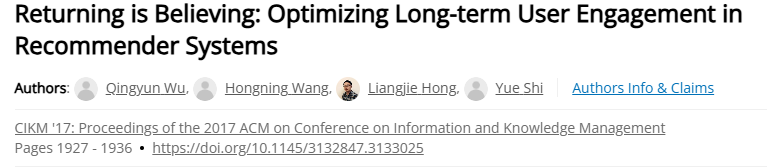 Returning is Believing: Optimizing Long-term User Engagement in
Recommender Systems
Authors: Qingyun Wu, Hongning Wang, Liangjie Hong, Yue Shi Authors Info & Claims
CIKM '17: Proceedings of the 2017 ACM on Conference on Information and Knowledge Management
Pages 1927 - 1936 • https://doi.org/10.1145/3132847.3133025